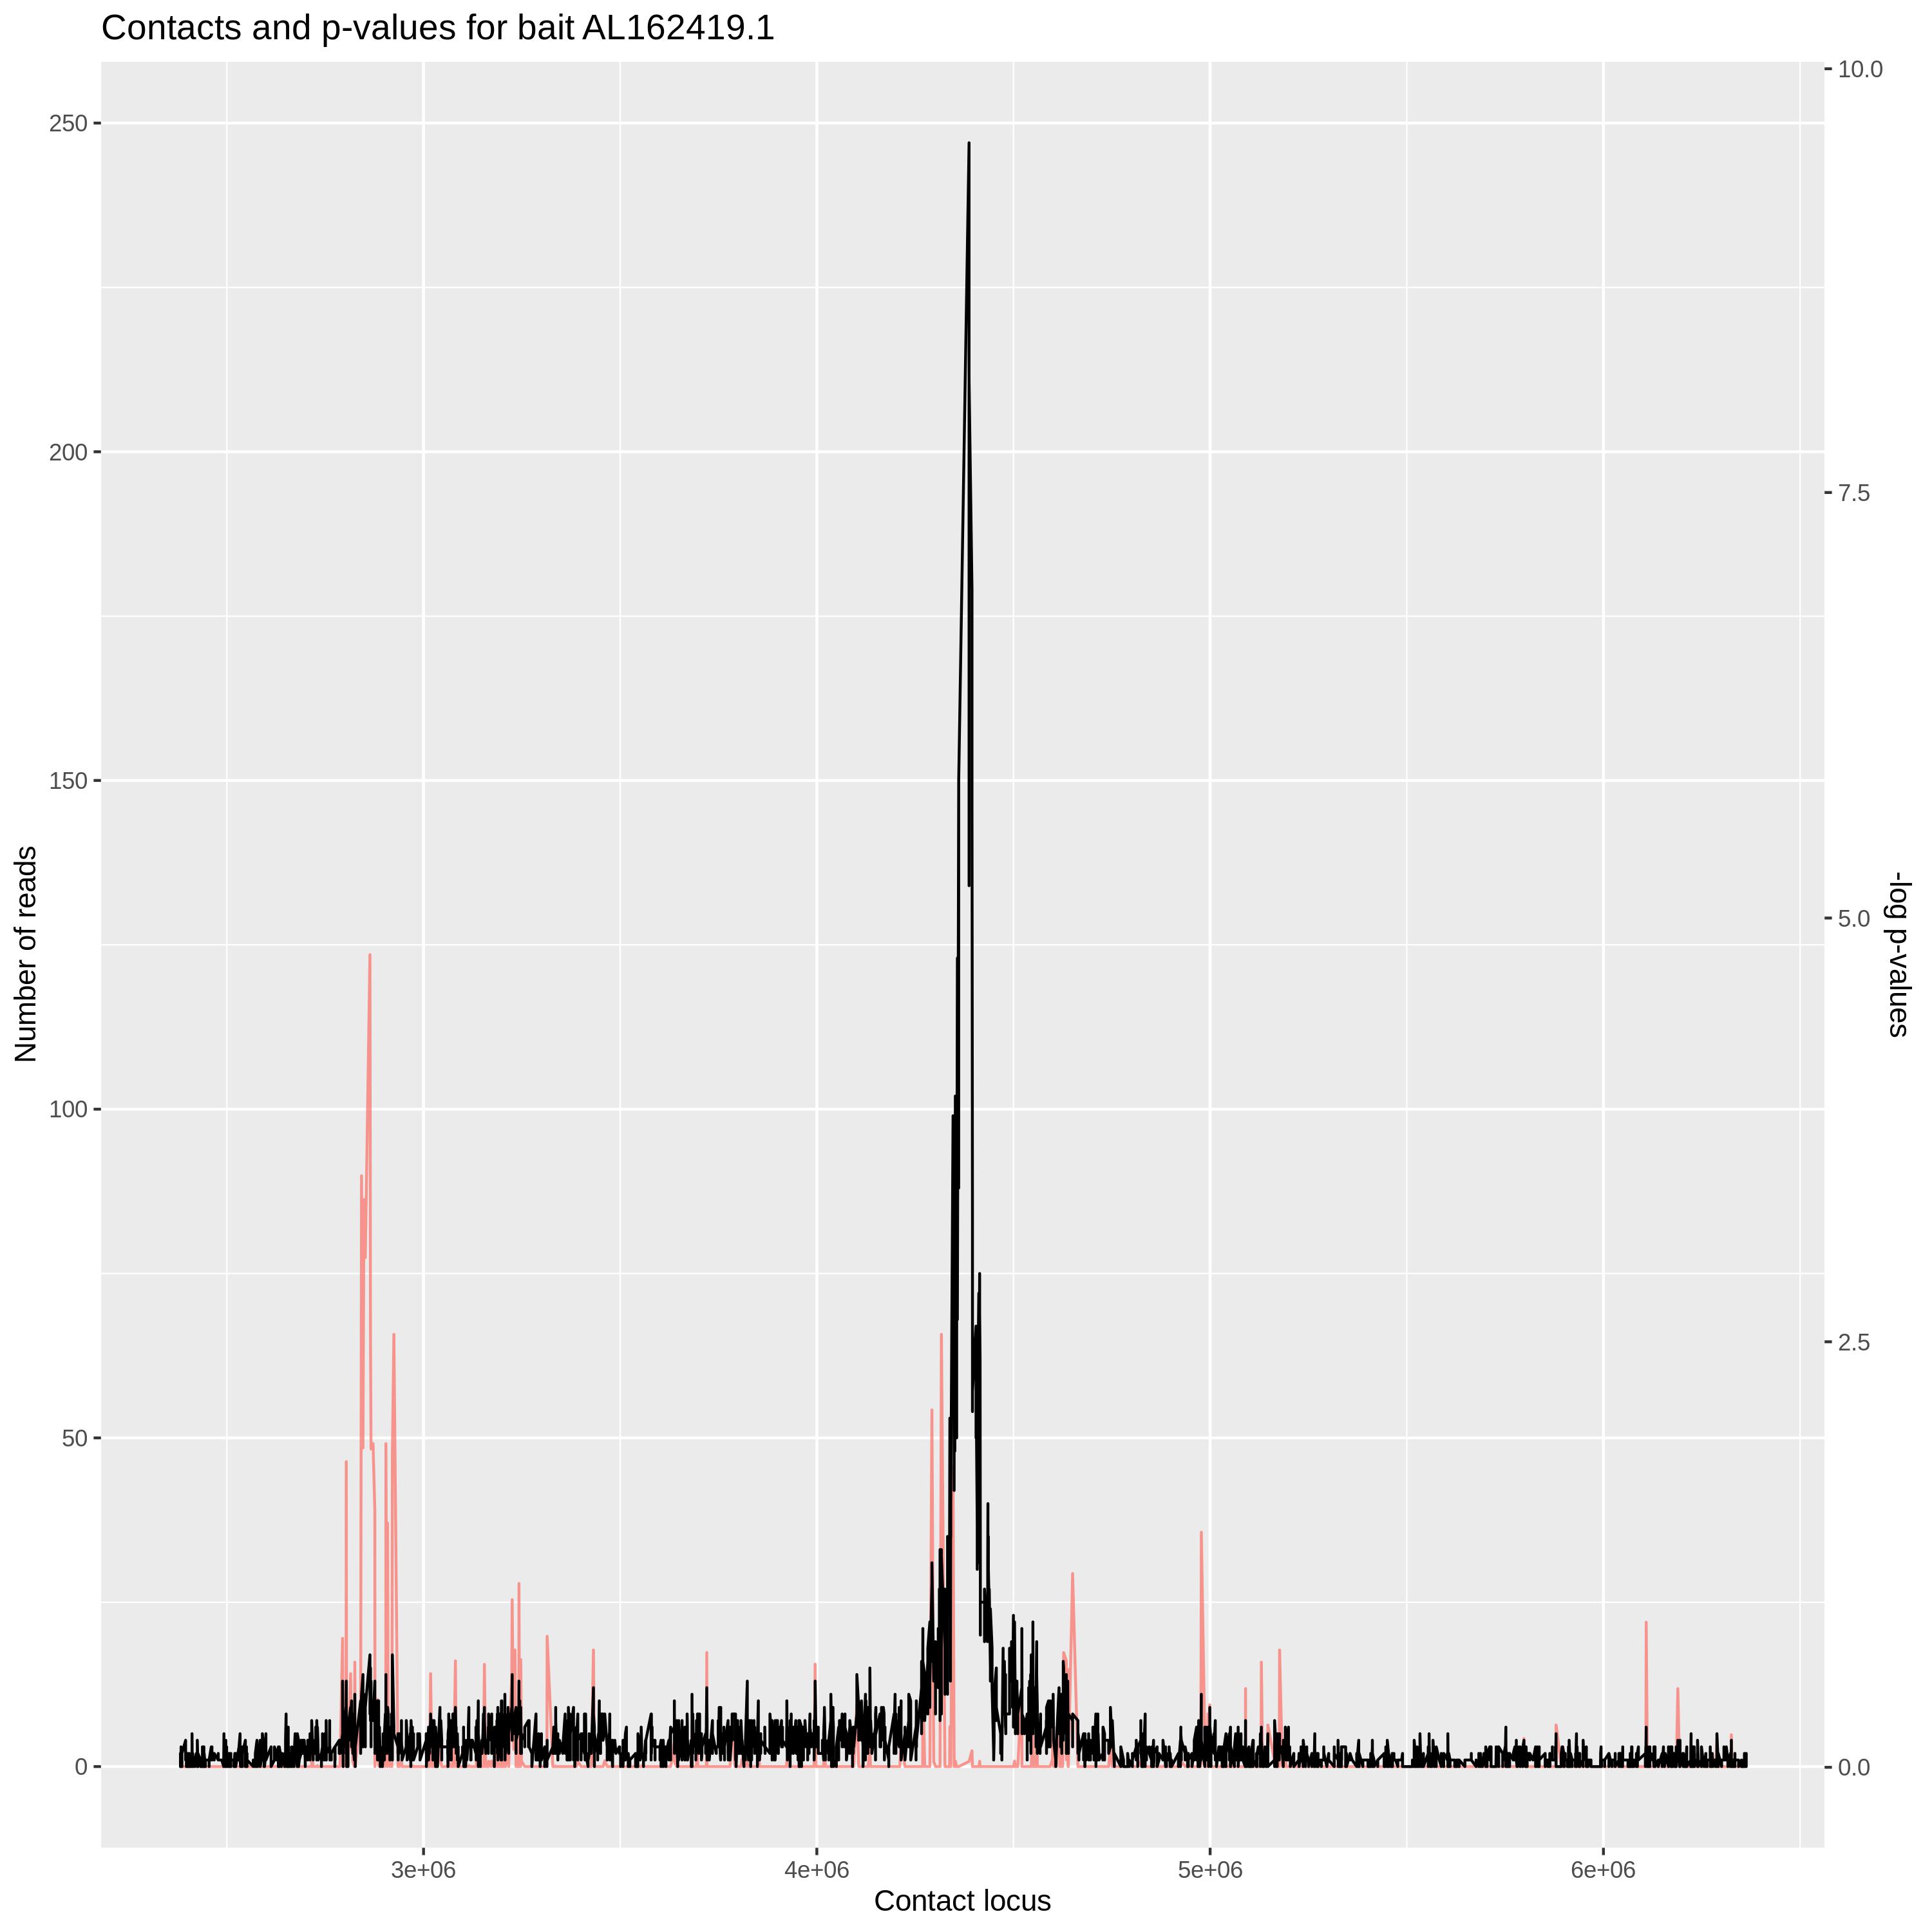 Contacts and p-values for bait AL162419.1
10.0
250
200
7.5
150
Number of reads
5.0
-log p-values
100
2.5
50
0
0.0
3e+06
4e+06
5e+06
6e+06
Contact locus